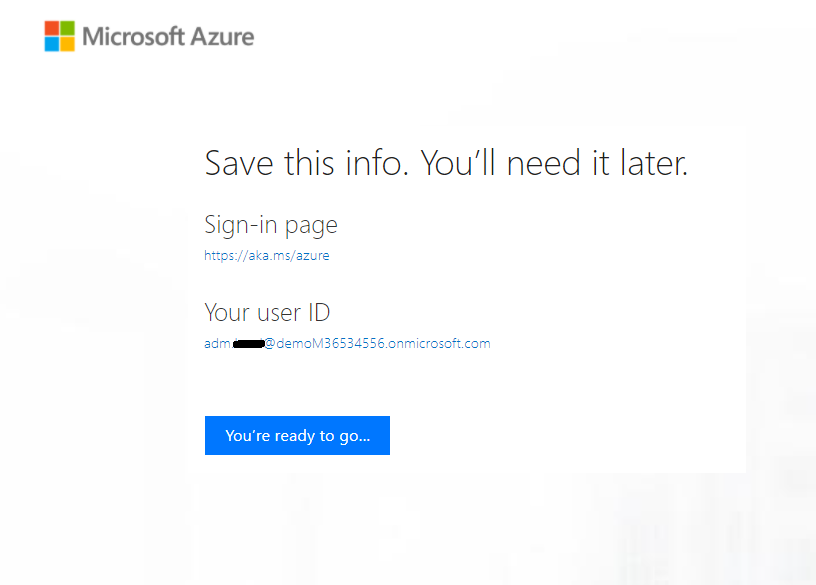 Microsoft Azure
Save this info. You'll need it later.
Sign-in page
https://aka.ms/azure
Your user ID
adm @demoM36534556.onmicrosoft.com
You're ready to go...